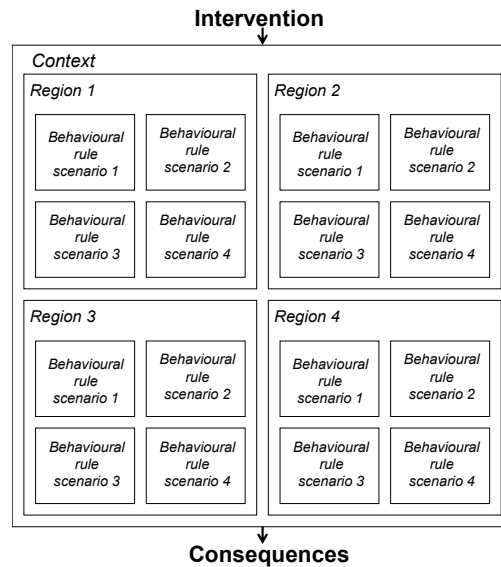 Intervention
Context
Region 1
Behavioural
rule
scenario 1
Behavioural
rule
scenario 2
Behavioural
rule
scenario 3
Behavioural
rule
scenario 4
Region 2
Behavioural
rule
scenario 1
Behavioural
rule
scenario 2
Behavioural
rule
scenario 3
Behavioural
rule
scenario 4
Region 3
Behavioural
rule
scenario 1
Behavioural
rule
scenario 2
Behavioural
rule
scenario 3
Behavioural
rule
scenario 4
Region 4
Behavioural
rule
scenario 1
Behavioural
rule
scenario 2
Behavioural
rule
scenario 3
Behavioural
rule
scenario 4
Consequences